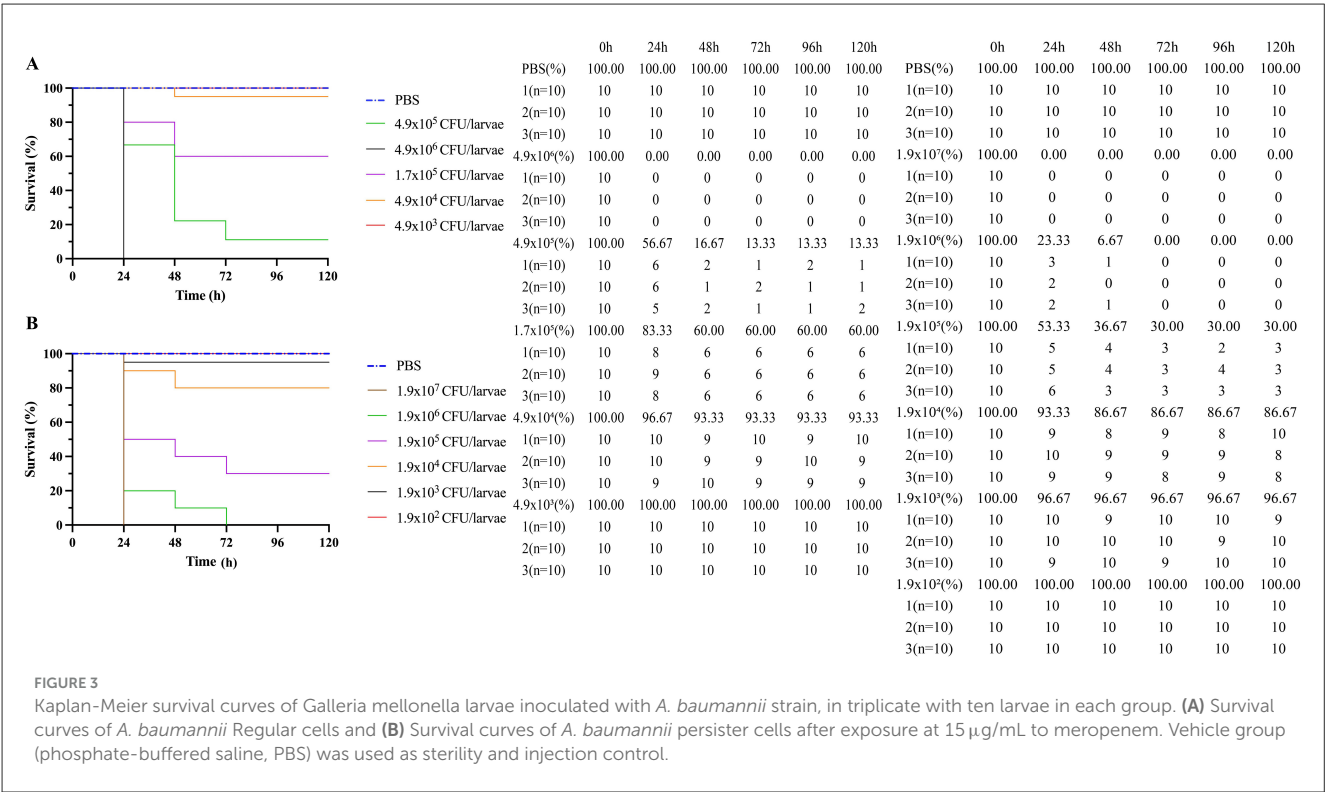 A
Survival (%)
100
80
60
40
20
0
0 24 48 72 96 120
Time (h)
PBS
4.9x10⁵ CFU/larvae
4.9x10⁶ CFU/larvae
1.7x10⁵ CFU/larvae
4.9x10⁴ CFU/larvae
4.9x10³ CFU/larvae
B
Survival (%)
100
80
60
40
20
0
0 24 48 72 96 120
Time (h)
PBS
1.9x10⁷ CFU/larvae
1.9x10⁶ CFU/larvae
1.9x10⁵ CFU/larvae
1.9x10⁴ CFU/larvae
1.9x10³ CFU/larvae
1.9x10² CFU/larvae
0h 24h 48h 72h 96h 120h
PBS(%) 100.00 100.00 100.00 100.00 100.00 100.00
1(n=10) 10 10 10 10 10 10
2(n=10) 10 10 10 10 10 10
3(n=10) 10 10 10 10 10 10
4.9x10⁶(%) 100.00 0.00 0.00 0.00 0.00 0.00
1(n=10) 10 0 0 0 0 0
2(n=10) 10 0 0 0 0 0
3(n=10) 10 0 0 0 0 0
4.9x10⁵(%) 100.00 56.67 16.67 13.33 13.33 13.33
1(n=10) 10 6 2 1 2 1
2(n=10) 10 6 1 2 1 1
3(n=10) 10 5 2 1 1 2
1.7x10⁵(%) 100.00 83.33 60.00 60.00 60.00 60.00
1(n=10) 10 8 6 6 6 6
2(n=10) 10 9 6 6 6 6
3(n=10) 10 8 6 6 6 6
4.9x10⁴(%) 100.00 96.67 93.33 93.33 93.33 93.33
1(n=10) 10 10 9 10 9 10
2(n=10) 10 10 9 9 10 9
3(n=10) 10 9 10 9 9 9
4.9x10³(%) 100.00 100.00 100.00 100.00 100.00 100.00
1(n=10) 10 10 10 10 10 10
2(n=10) 10 10 10 10 10 10
3(n=10) 10 10 10 10 10 10
0h 24h 48h 72h 96h 120h
PBS(%) 100.00 100.00 100.00 100.00 100.00 100.00
1(n=10) 10 10 10 10 10 10
2(n=10) 10 10 10 10 10 10
3(n=10) 10 10 10 10 10 10
1.9x10⁷(%) 100.00 0.00 0.00 0.00 0.00 0.00
1(n=10) 10 0 0 0 0 0
2(n=10) 10 0 0 0 0 0
3(n=10) 10 0 0 0 0 0
1.9x10⁶(%) 100.00 23.33 6.67 0.00 0.00 0.00
1(n=10) 10 3 1 0 0 0
2(n=10) 10 2 0 0 0 0
3(n=10) 10 2 1 0 0 0
1.9x10⁵(%) 100.00 53.33 36.67 30.00 30.00 30.00
1(n=10) 10 5 4 3 2 3
2(n=10) 10 5 4 3 4 3
3(n=10) 10 6 3 3 3 3
1.9x10⁴(%) 100.00 93.33 86.67 86.67 86.67 86.67
1(n=10) 10 9 8 9 8 10
2(n=10) 10 10 9 9 9 8
3(n=10) 10 9 9 8 9 8
1.9x10³(%) 100.00 96.67 96.67 96.67 96.67 96.67
1(n=10) 10 10 9 10 10 9
2(n=10) 10 10 10 10 9 10
3(n=10) 10 9 10 9 10 10
1.9x10²(%) 100.00 100.00 100.00 100.00 100.00 100.00
1(n=10) 10 10 10 10 10 10
2(n=10) 10 10 10 10 10 10
3(n=10) 10 10 10 10 10 10
FIGURE 3
Kaplan-Meier survival curves of Galleria mellonella larvae inoculated with A. baumannii strain, in triplicate with ten larvae in each group. (A) Survival
curves of A. baumannii Regular cells and (B) Survival curves of A. baumannii persister cells after exposure at 15 μg/mL to meropenem. Vehicle group
(phosphate-buffered saline, PBS) was used as sterility and injection control.